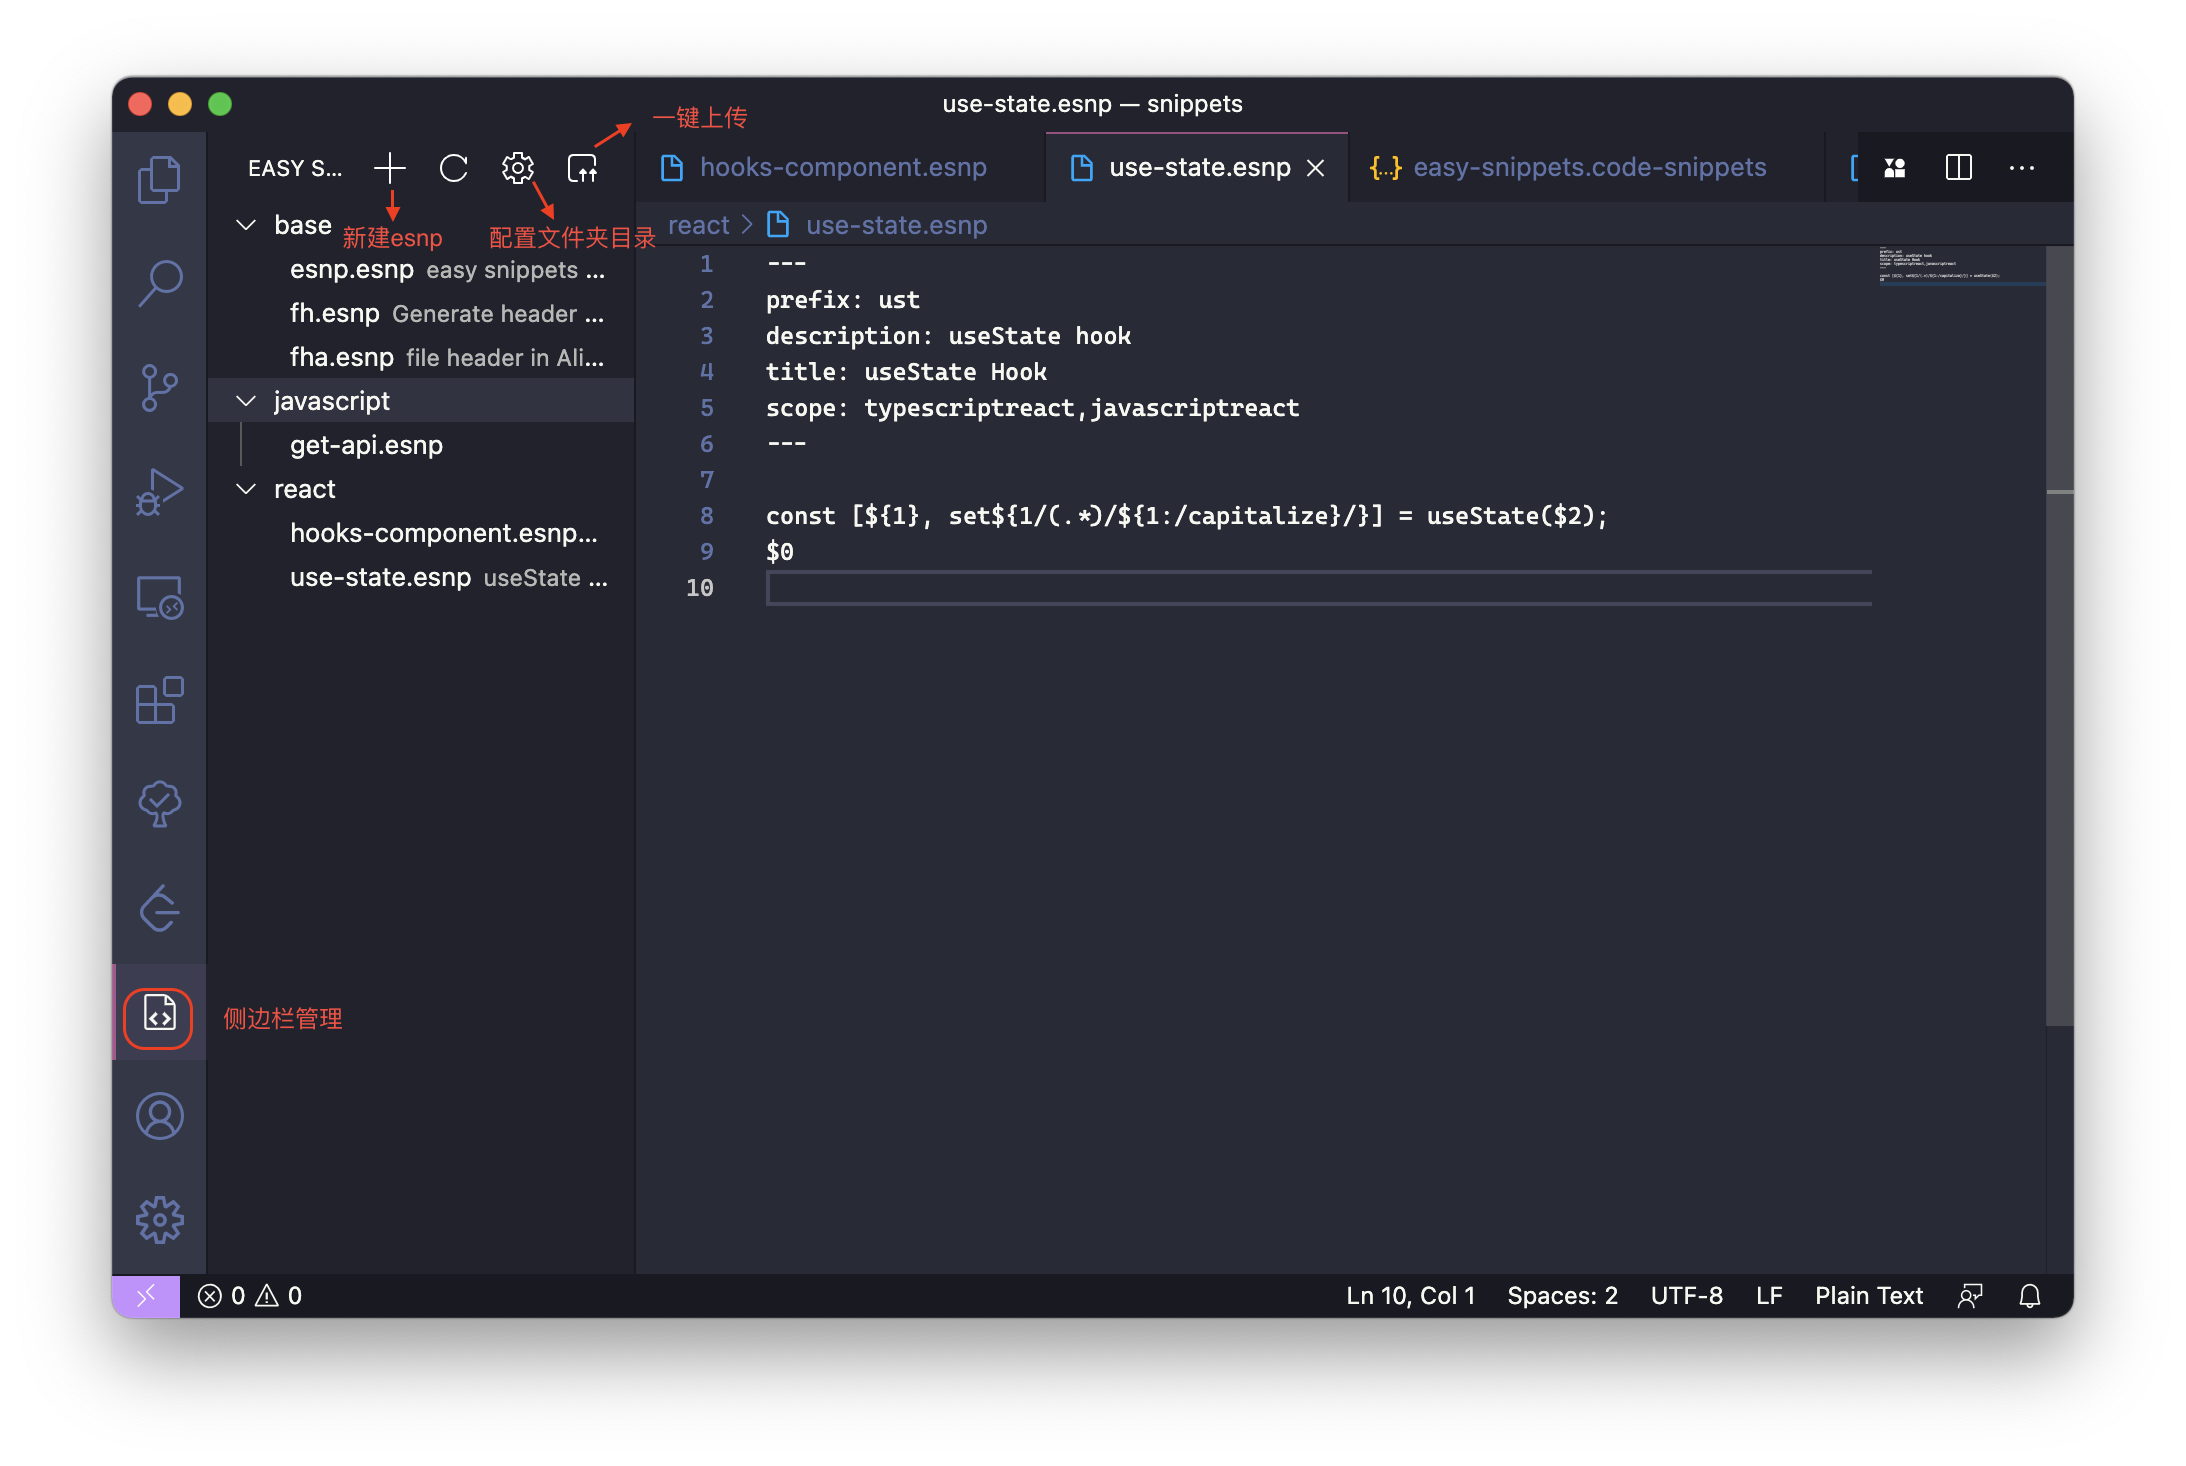 use-state.esnp — snippets
一键上传
EASY S...
hooks-component.esnp
use-state.esnp
{...} easy-snippets.code-snippets
新建esnp
配置文件夹目录
base
esnp.esnp easy snippets ...
fh.esnp Generate header ...
fha.esnp file header in Ali...
javascript
get-api.esnp
react
hooks-component.esnp...
use-state.esnp useState ...
侧边栏管理
react > use-state.esnp
1 ---
2 prefix: ust
3 description: useState hook
4 title: useState Hook
5 scope: typescriptreact,javascriptreact
6 ---
7
8 const [${1}, set${1/(.*)/${1:/capitalize}/}] = useState($2);
9 $0
10
0 0
Ln 10, Col 1 Spaces: 2 UTF-8 LF Plain Text